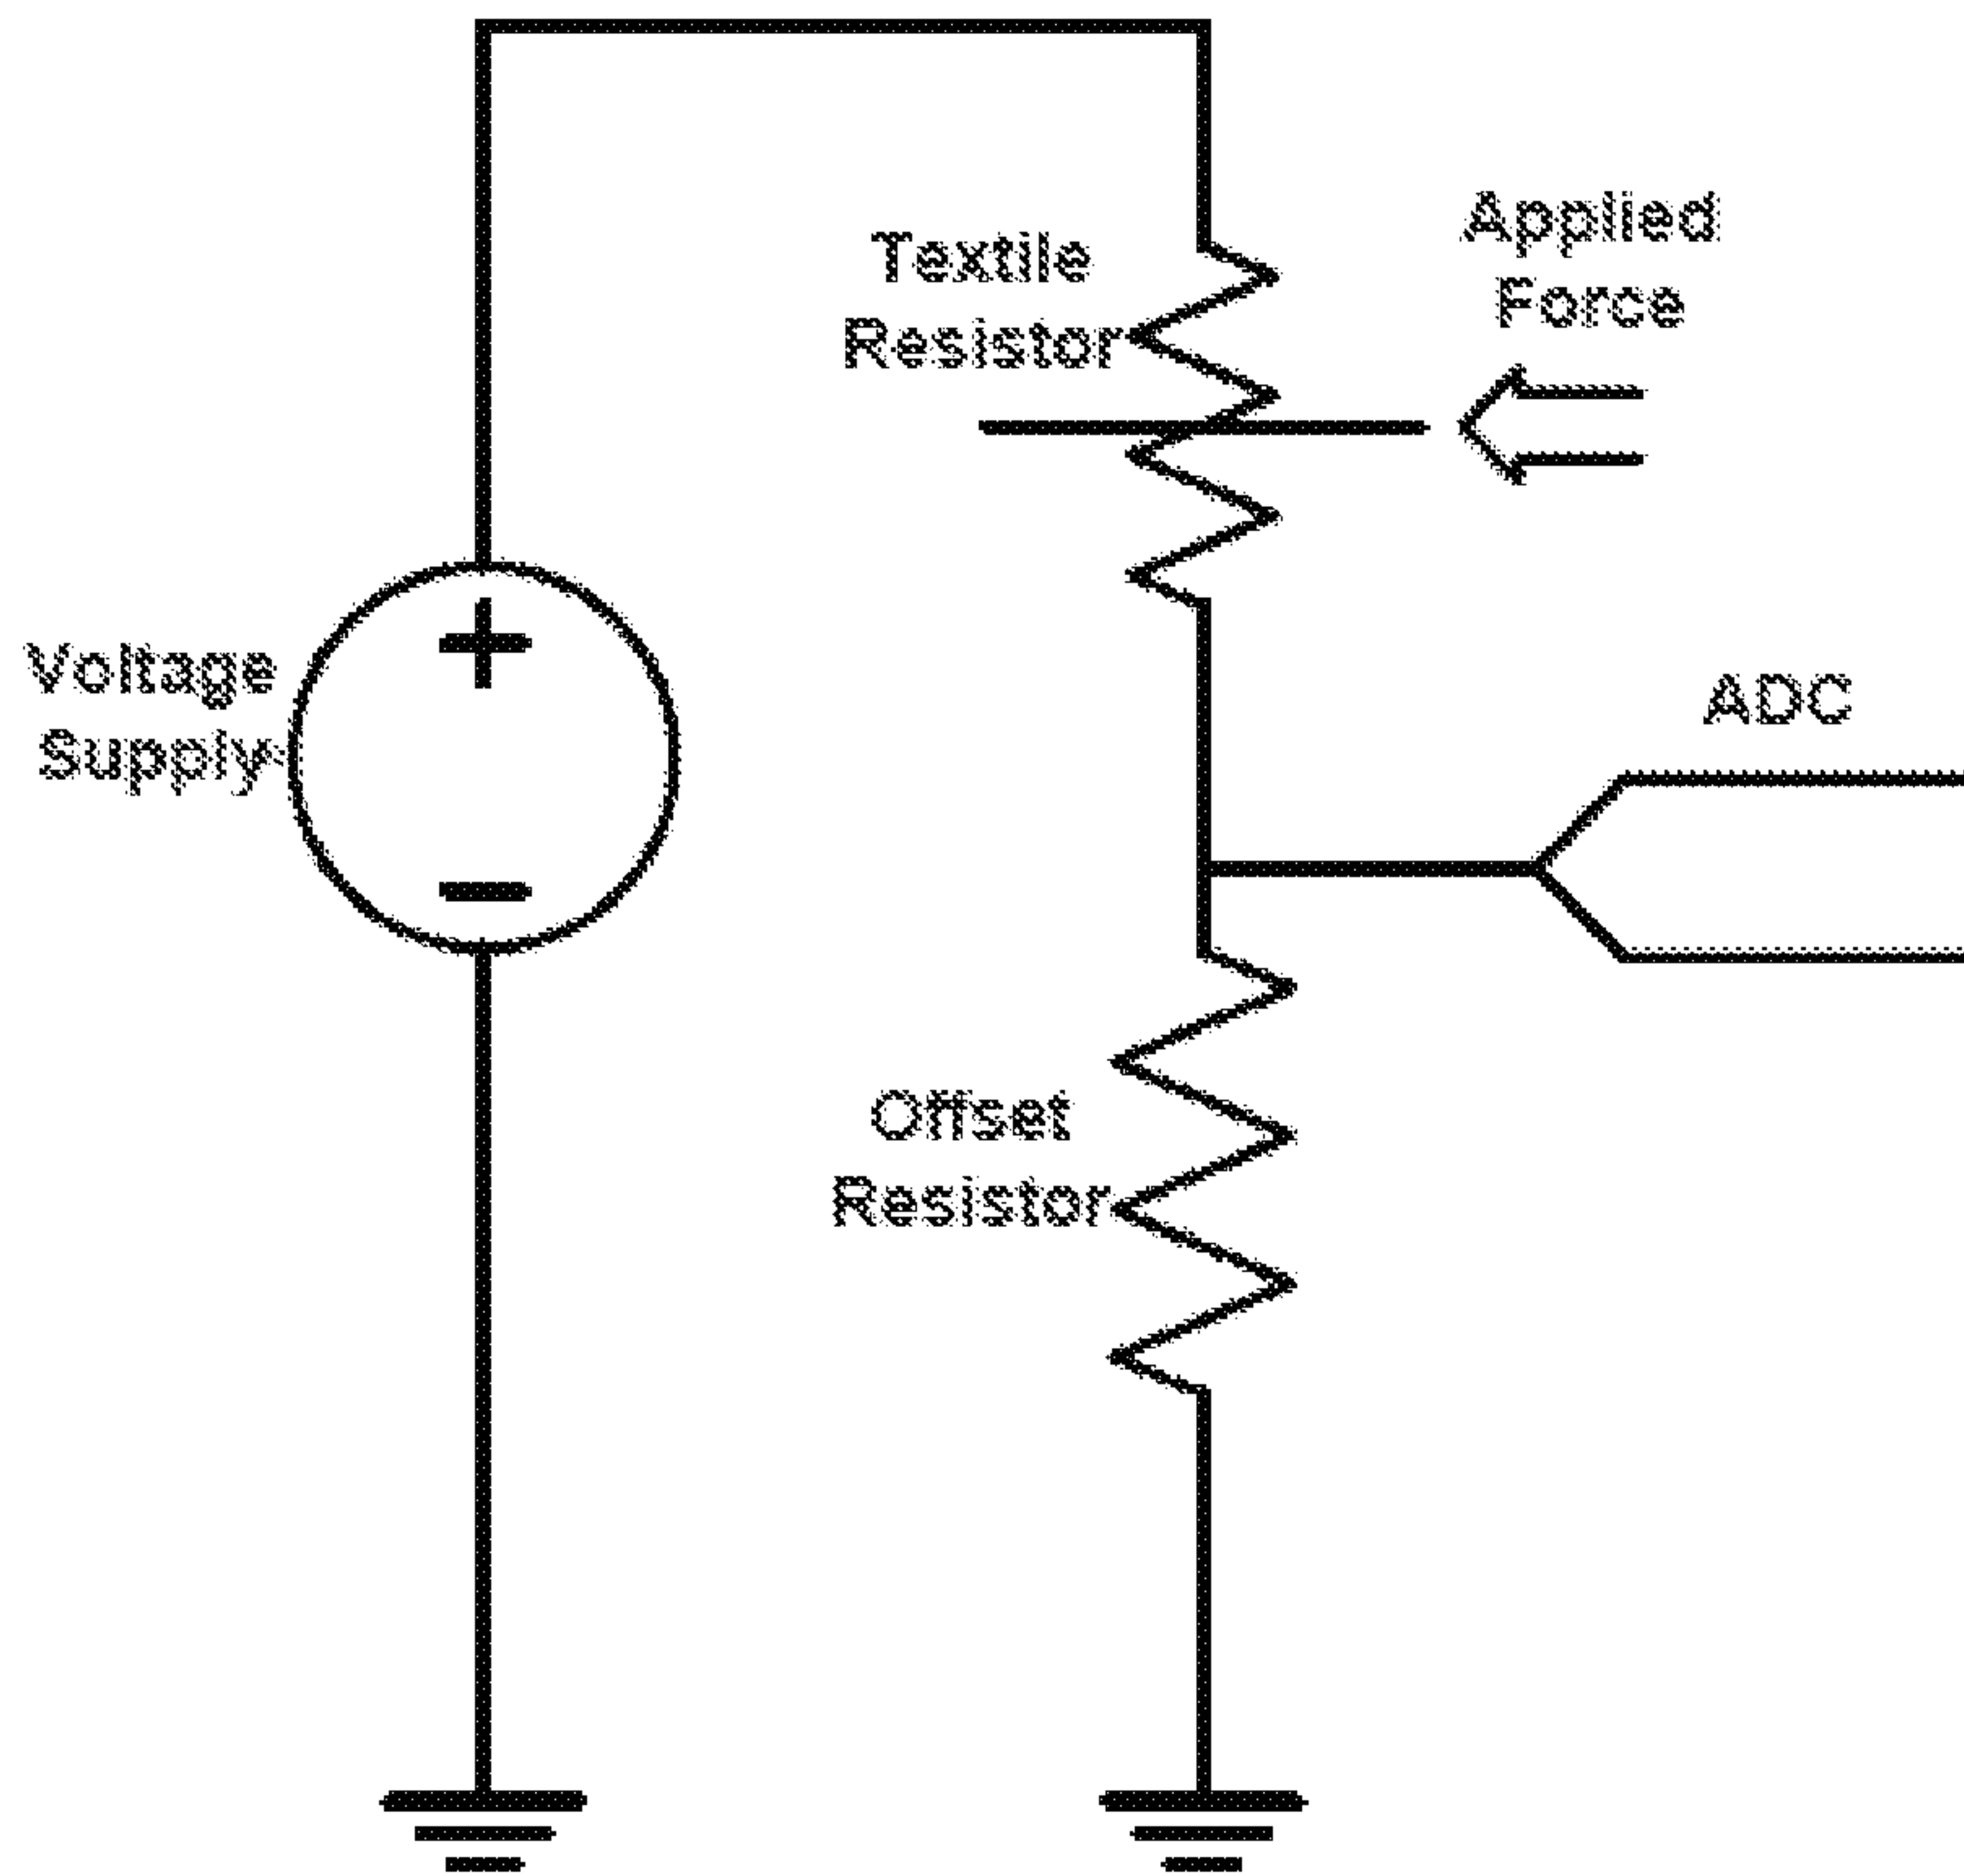 Textile
Resistor
Applied
Force
Voltage
Supply
+
-
ADC
Offset
Resistor